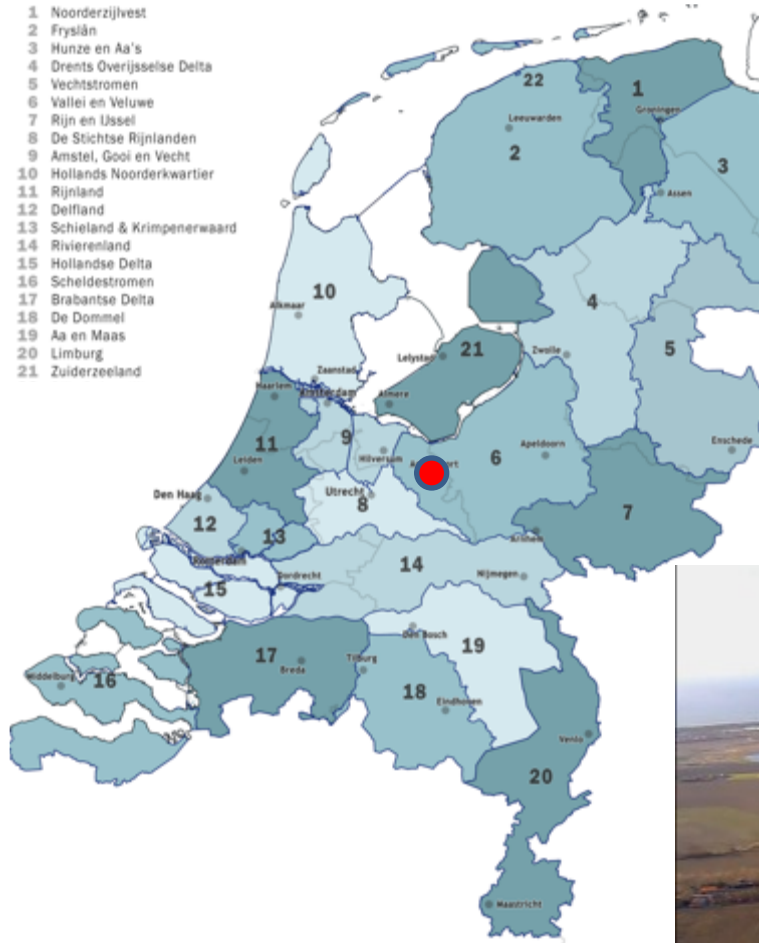 1 Noorderzijlvest
2 Fryslân
3 Hunze en Aa's
4 Drents Overijsselse Delta
5 Vechtstromen
6 Vallei en Veluwe
7 Rijn en IJssel
8 De Stichtse Rijnlanden
9 Amstel, Gooi en Vecht
10 Hollands Noorderkwartier
11 Rijnland
12 Delfland
13 Schieland & Krimpenerwaard
14 Rivierenland
15 Hollandse Delta
16 Scheldestromen
17 Brabantse Delta
18 De Dommel
19 Aa en Maas
20 Limburg
21 Zuiderzeeland
22
1
Groningen
Leeuwarden
2
3
Assen
10
4
Alkmaar
21
5
Zwolle
Lelystad
Zaanstad
Haarlem
Amsterdam
Almere
9
11
Hilversum
6
Apeldoorn
Enschede
Leiden
Utrecht
Den Haag
8
7
12
13
Arnhem
Rotterdam
14
Dordrecht
Nijmegen
15
Den Bosch
19
17
Tilburg
Breda
Middelburg
16
18
Eindhoven
Venlo
20
Maastricht